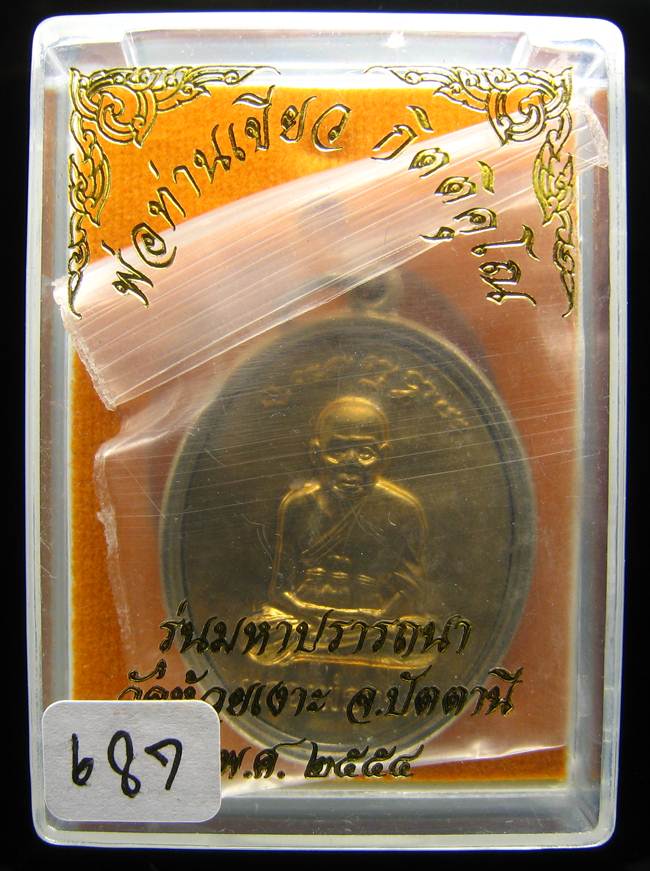 พ่อท่านเขียว กิตติคุโณ
รุ่นมหาปรารถนา
วัดห้วยเงาะ จ.ปัตตานี
พ.ศ. ๒๕๕๔